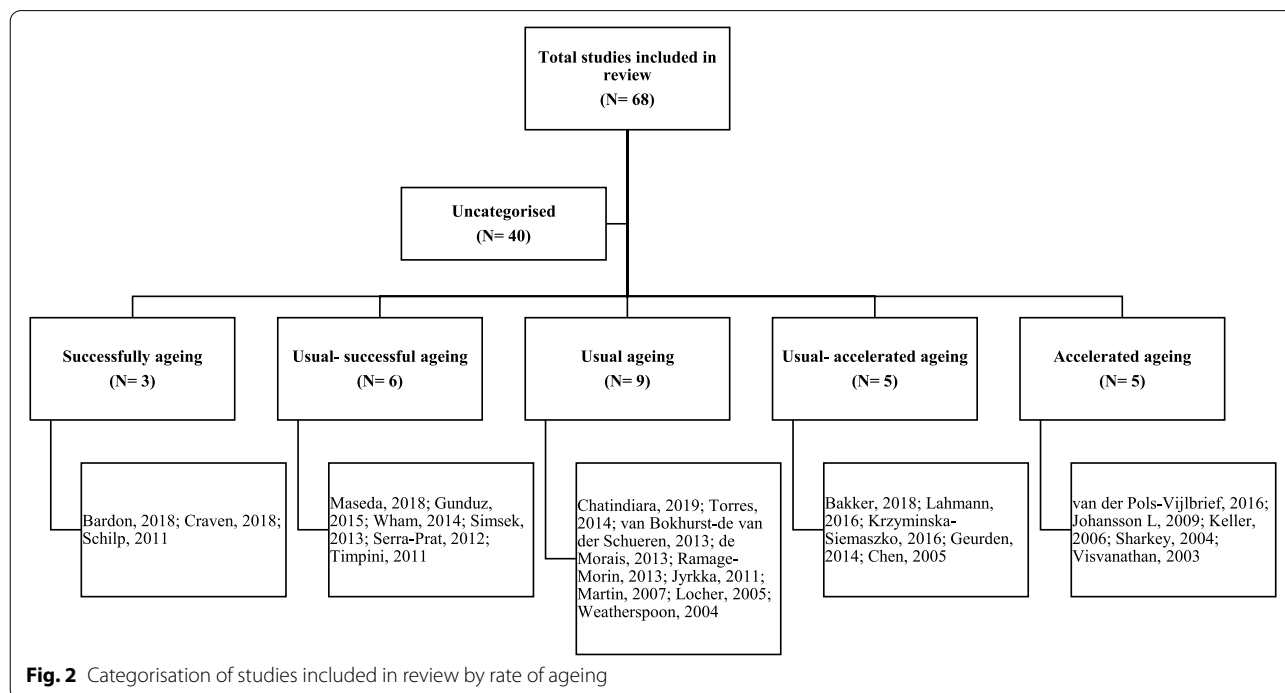 Total studies included in
review
(N= 68)
Uncategorised
(N= 40)
Successfully ageing
(N= 3)
Usual- successful ageing
(N= 6)
Usual ageing
(N= 9)
Usual- accelerated ageing
(N= 5)
Accelerated ageing
(N= 5)
Bardon, 2018; Craven, 2018;
Schilp, 2011
Maseda, 2018; Gunduz,
2015; Wham, 2014; Simsek,
2013; Serra-Prat, 2012;
Timpini, 2011
Chatindiara, 2019; Torres,
2014; van Bokhurst-de van
der Schueren, 2013; de
Morais, 2013; Ramage-
Morin, 2013; Jyrkka, 2011;
Martin, 2007; Locher, 2005;
Weatherspoon, 2004
Bakker, 2018; Lahmann,
2016; Krzyminska-
Siemaszko, 2016; Geurden,
2014; Chen, 2005
van der Pols-Vijlbrief, 2016;
Johansson L, 2009; Keller,
2006; Sharkey, 2004;
Visvanathan, 2003
Fig. 2 Categorisation of studies included in review by rate of ageing